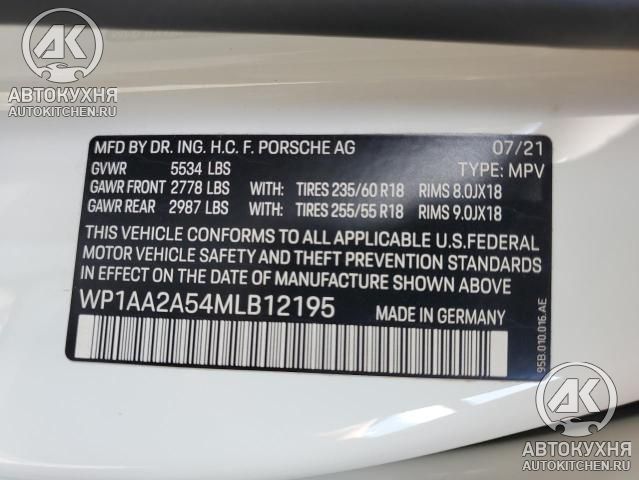 AK
АВТОКУХНЯ
AUTOKITCHEN.RU
MFD BY DR. ING. H.C. F. PORSCHE AG 07/21
GVWR 5534 LBS TYPE: MPV
GAWR FRONT 2778 LBS WITH: TIRES 235/60 R18 RIMS 8.0JX18
GAWR REAR 2987 LBS WITH: TIRES 255/55 R18 RIMS 9.0JX18
THIS VEHICLE CONFORMS TO ALL APPLICABLE U.S.FEDERAL
MOTOR VEHICLE SAFETY AND THEFT PREVENTION STANDARDS
IN EFFECT ON THE DATE OF MANUFACTURE SHOWN ABOVE
WP1AA2A54MLB12195 MADE IN GERMANY
95B.010.016.AE
AK
АВТОКУХНЯ
AUTOKITCHEN.RU